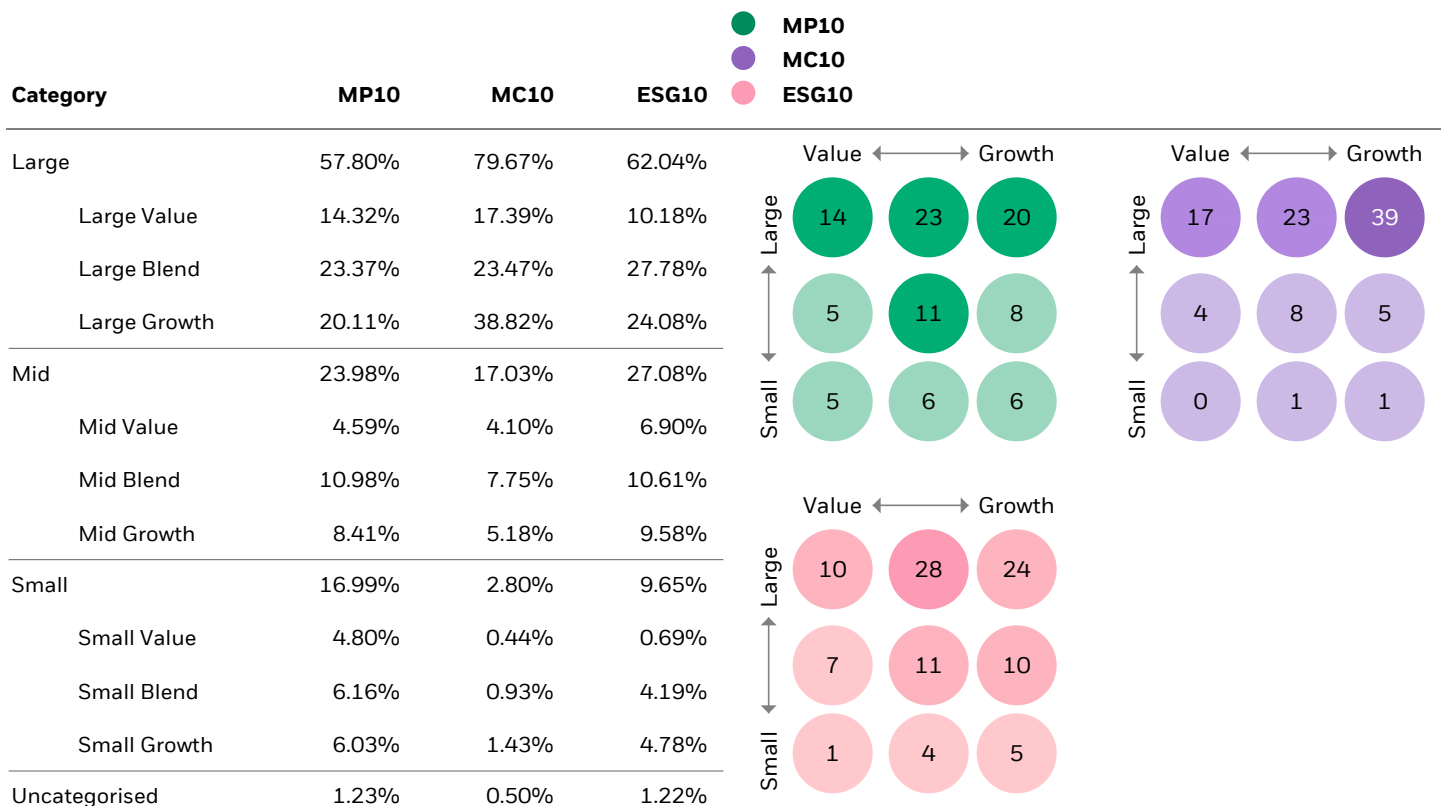 MP10
MC10
ESG10
Category MP10 MC10 ESG10
Large 57.80% 79.67% 62.04%
Large Value 14.32% 17.39% 10.18%
Large Blend 23.37% 23.47% 27.78%
Large Growth 20.11% 38.82% 24.08%
Mid 23.98% 17.03% 27.08%
Mid Value 4.59% 4.10% 6.90%
Mid Blend 10.98% 7.75% 10.61%
Mid Growth 8.41% 5.18% 9.58%
Small 16.99% 2.80% 9.65%
Small Value 4.80% 0.44% 0.69%
Small Blend 6.16% 0.93% 4.19%
Small Growth 6.03% 1.43% 4.78%
Uncategorised 1.23% 0.50% 1.22%
Value Growth
Large
14 23 20
5 11 8
Small
5 6 6
Value Growth
Large
17 23 39
4 8 5
Small
0 1 1
Value Growth
Large
10 28 24
7 11 10
Small
1 4 5